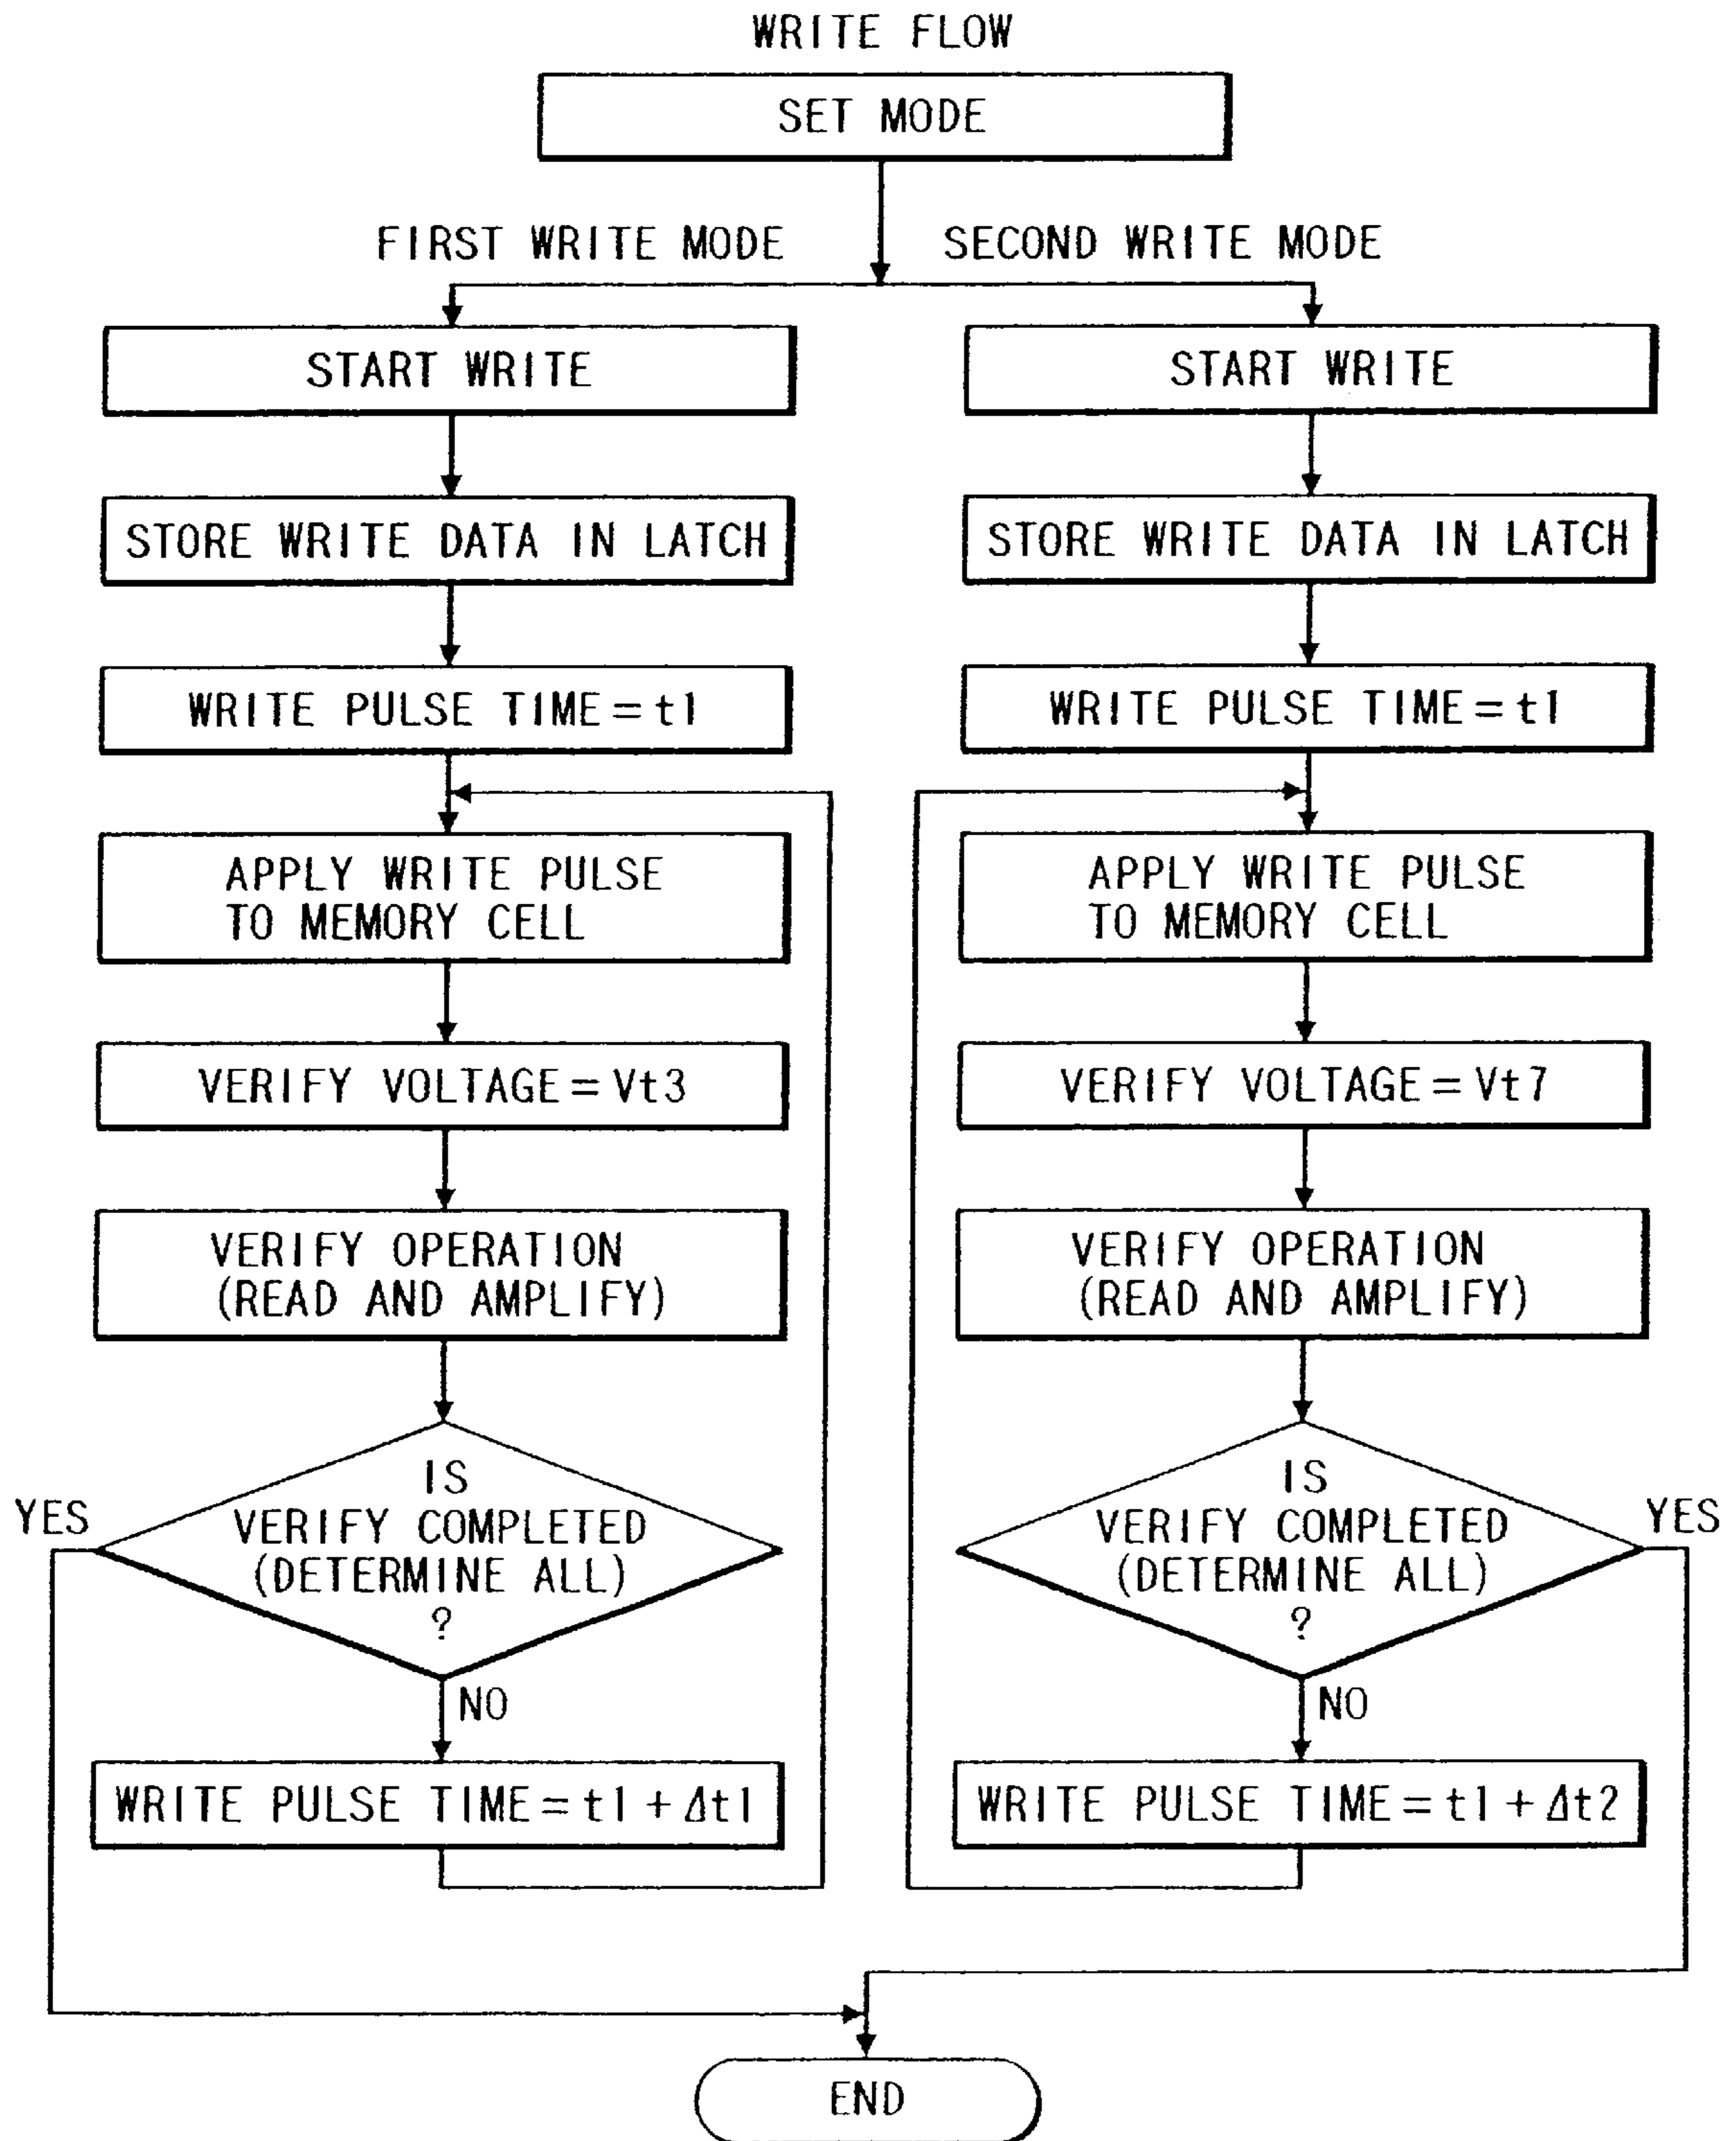 WRITE FLOW
SET MODE
FIRST WRITE MODE
START WRITE
STORE WRITE DATA IN LATCH
WRITE PULSE TIME=t1
APPLY WRITE PULSE
TO MEMORY CELL
VERIFY VOLTAGE=Vt3
VERIFY OPERATION
(READ AND AMPLIFY)
IS
VERIFY COMPLETED
(DETERMINE ALL)
?
YES
NO
WRITE PULSE TIME=t1+Δt1
SECOND WRITE MODE
START WRITE
STORE WRITE DATA IN LATCH
WRITE PULSE TIME=t1
APPLY WRITE PULSE
TO MEMORY CELL
VERIFY VOLTAGE=Vt7
VERIFY OPERATION
(READ AND AMPLIFY)
IS
VERIFY COMPLETED
(DETERMINE ALL)
?
YES
NO
WRITE PULSE TIME=t1+Δt2
END